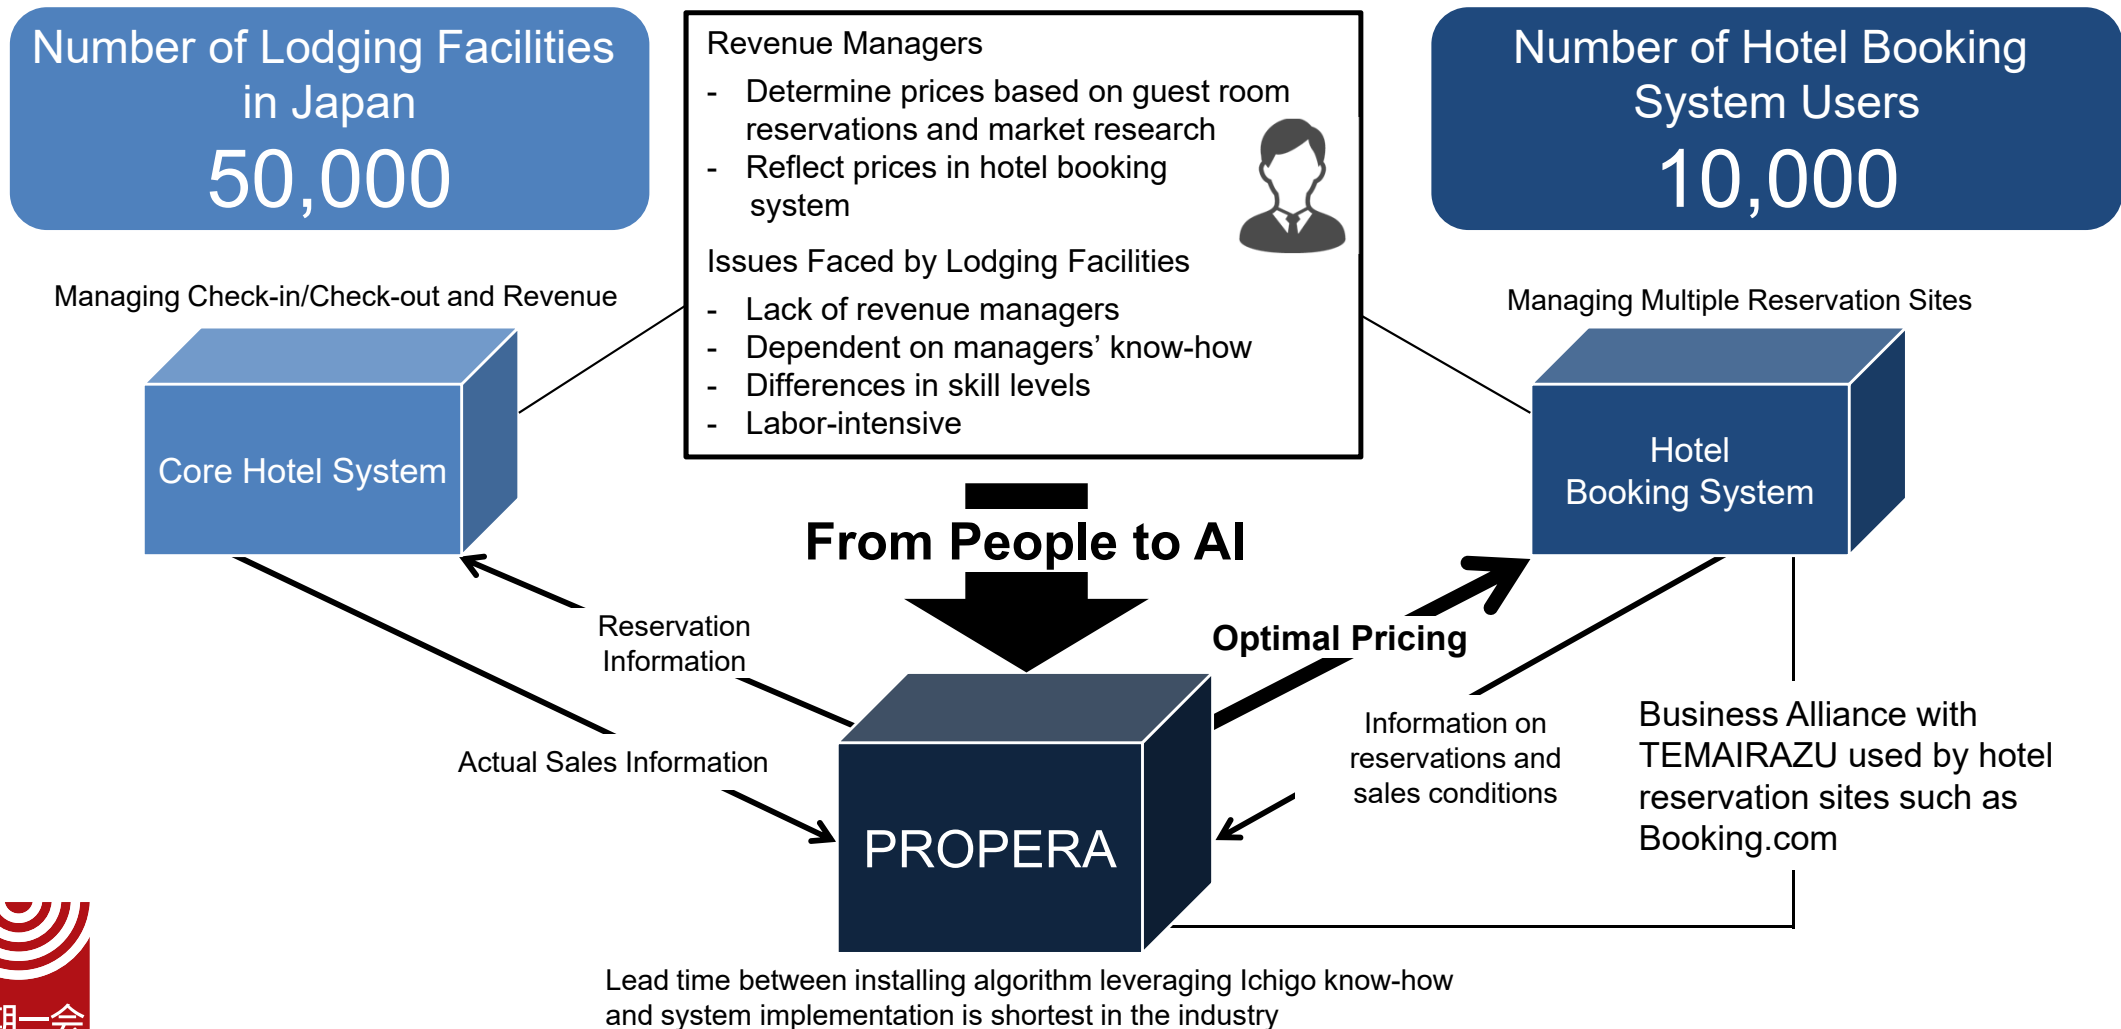 Number of Lodging Facilities
in Japan
50,000
Revenue Managers
- Determine prices based on guest room
reservations and market research
- Reflect prices in hotel booking
system
Issues Faced by Lodging Facilities
- Lack of revenue managers
- Dependent on managers’ know-how
- Differences in skill levels
- Labor-intensive
Number of Hotel Booking
System Users
10,000
Managing Check-in/Check-out and Revenue
Core Hotel System
Managing Multiple Reservation Sites
Hotel
Booking System
From People to AI
Reservation
Information
Actual Sales Information
Optimal Pricing
Information on
reservations and
sales conditions
Business Alliance with
TEMAIRAZU used by hotel
reservation sites such as
Booking.com
PROPERA
Lead time between installing algorithm leveraging Ichigo know-how
and system implementation is shortest in the industry
一会